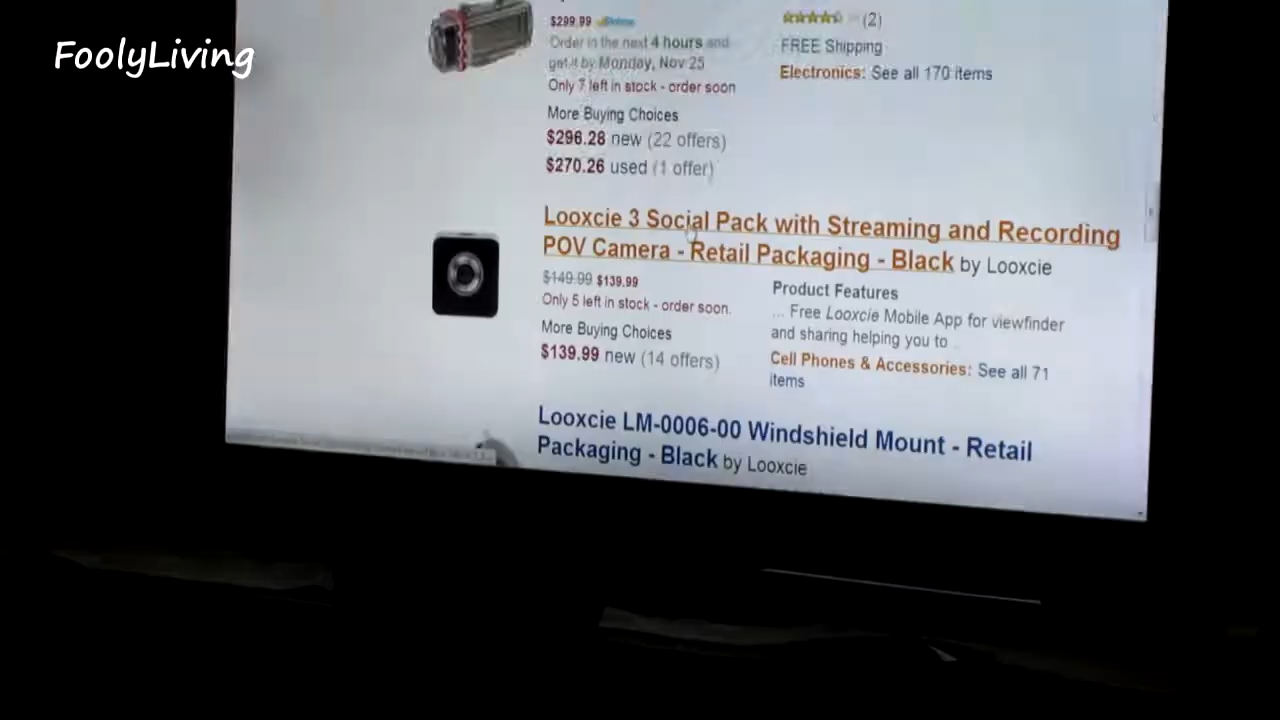 FoolyLiving
$299.99
Order in the next 4 hours and
get it by Monday, Nov 25
Only 7 left in stock - order soon
More Buying Choices
$296.28 new (22 offers)
$270.26 used (1 offer)
(2)
FREE Shipping
Electronics: See all 170 items
Looxcie 3 Social Pack with Streaming and Recording
POV Camera - Retail Packaging - Black by Looxcie
$149.99 $139.99
Only 5 left in stock - order soon.
More Buying Choices
$139.99 new (14 offers)
Product Features
... Free Looxcie Mobile App for viewfinder
and sharing helping you to ...
Cell Phones & Accessories: See all 71
items
Looxcie LM-0006-00 Windshield Mount - Retail
Packaging - Black by Looxcie